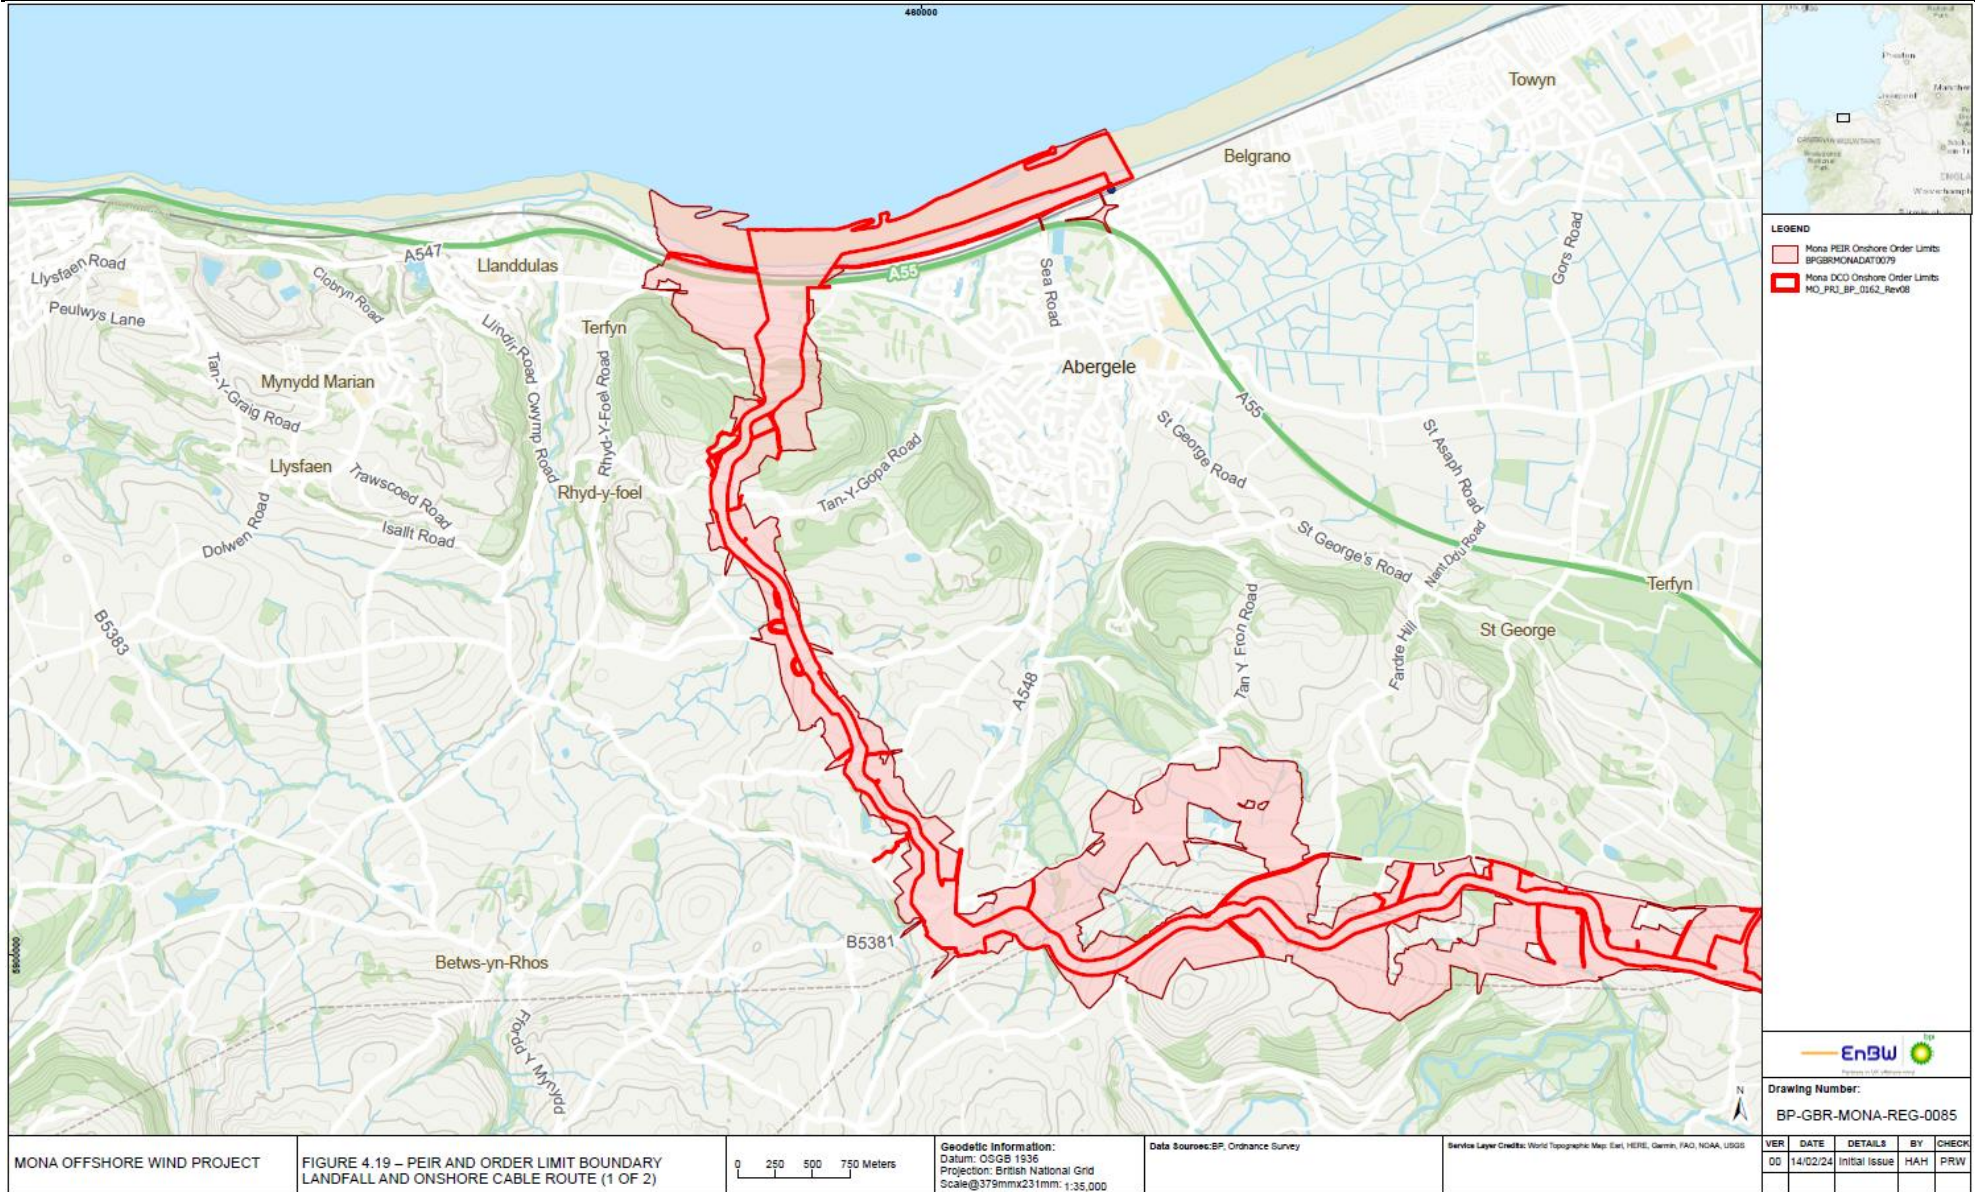 460000
Towyn
Belgrano
Gors Road
Llysfaen Road
A547
Llanddulas
A55
Clobryn Road
Sea Road
Peulwys Lane
Llindir Road
Terfyn
Abergele
Mynydd Marian
Tan-Y-Graig Road
Cwymp Road
Rhyd-Y-Foel Road
A55
St George Road
St Asaph Road
Llysfaen
Trawscoed Road
Tan-Y-Gopa Road
Rhyd-y-foel
Dolwen Road
Isallt Road
St George's Road
Nant Ddu Road
Terfyn
B5383
Tan Y Fron Road
Fardre Hill
St George
A548
B5381
590000
Betws-yn-Rhos
Ffordd Y Mynydd
N
Preston
Liverpool
LEGEND
Mona PEIR Onshore Order Limits
BPGBRMONADAT0079
Mona DCO Onshore Order Limits
MO_PRJ_BP_0162_Rev08
EnBW
bp
Drawing Number:
BP-GBR-MONA-REG-0085
VER DATE DETAILS BY CHECK
00 14/02/24 Initial Issue HAH PRW
MONA OFFSHORE WIND PROJECT
FIGURE 4.19 – PEIR AND ORDER LIMIT BOUNDARY
LANDFALL AND ONSHORE CABLE ROUTE (1 OF 2)
0 250 500 750 Meters
Geodetic Information:
Datum: OSGB 1936
Projection: British National Grid
Scale@379mmx231mm: 1:35,000
Data Sources:BP, Ordnance Survey
Service Layer Credits: World Topographic Map: Esri, HERE, Garmin, FAO, NOAA, USGS